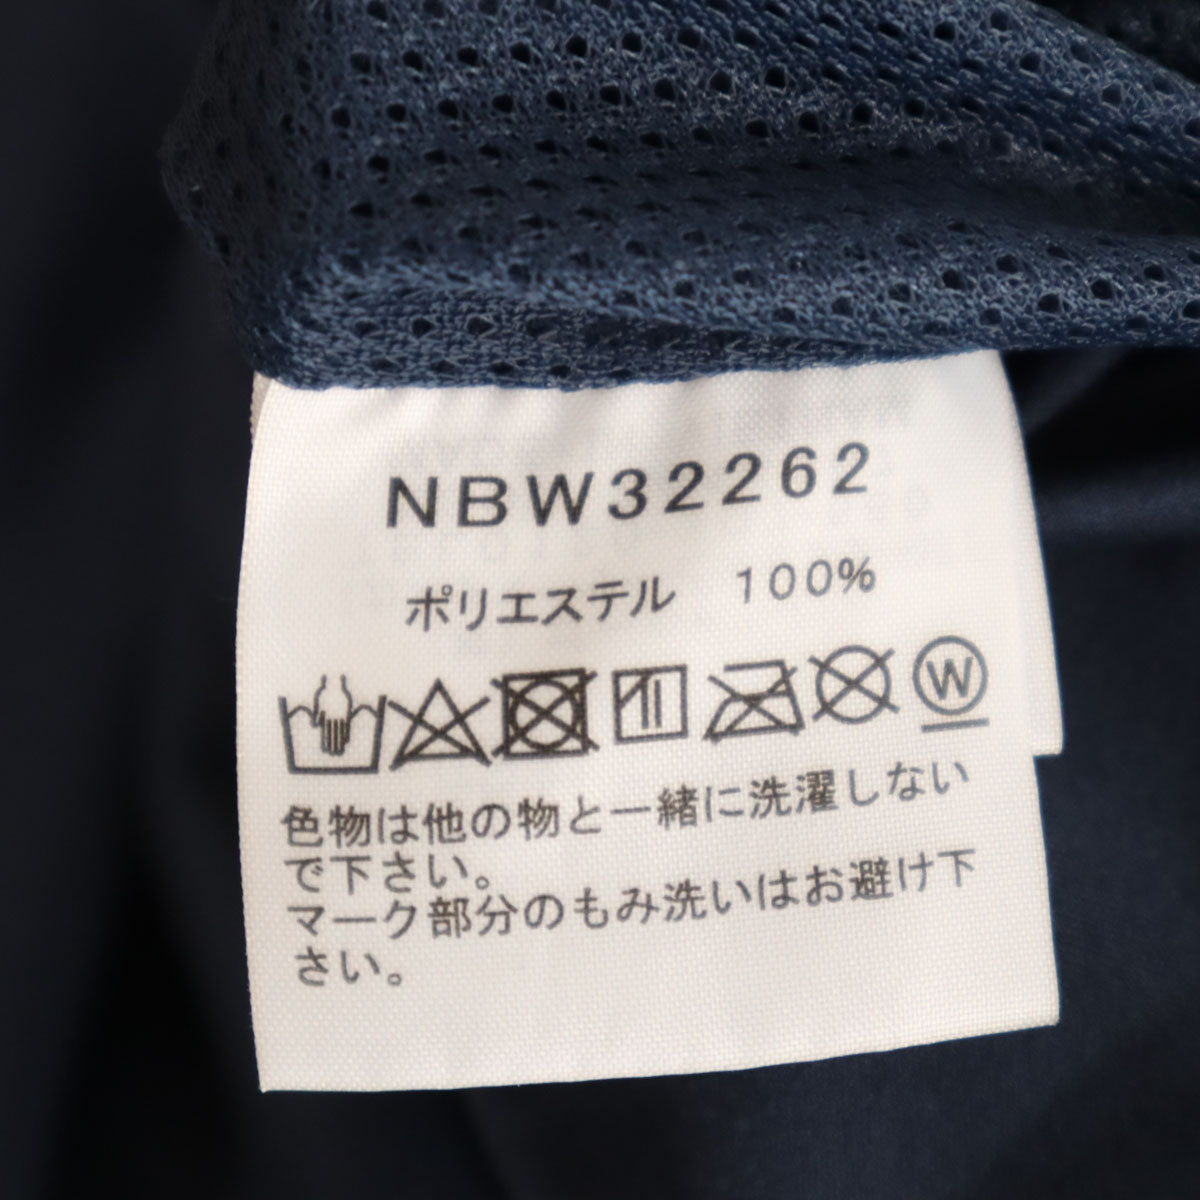 NBW32262
ポリエステル 100%
W
色物は他の物と一緒に洗濯しない
で下さい。
マーク部分のもみ洗いはお避け下
さい。